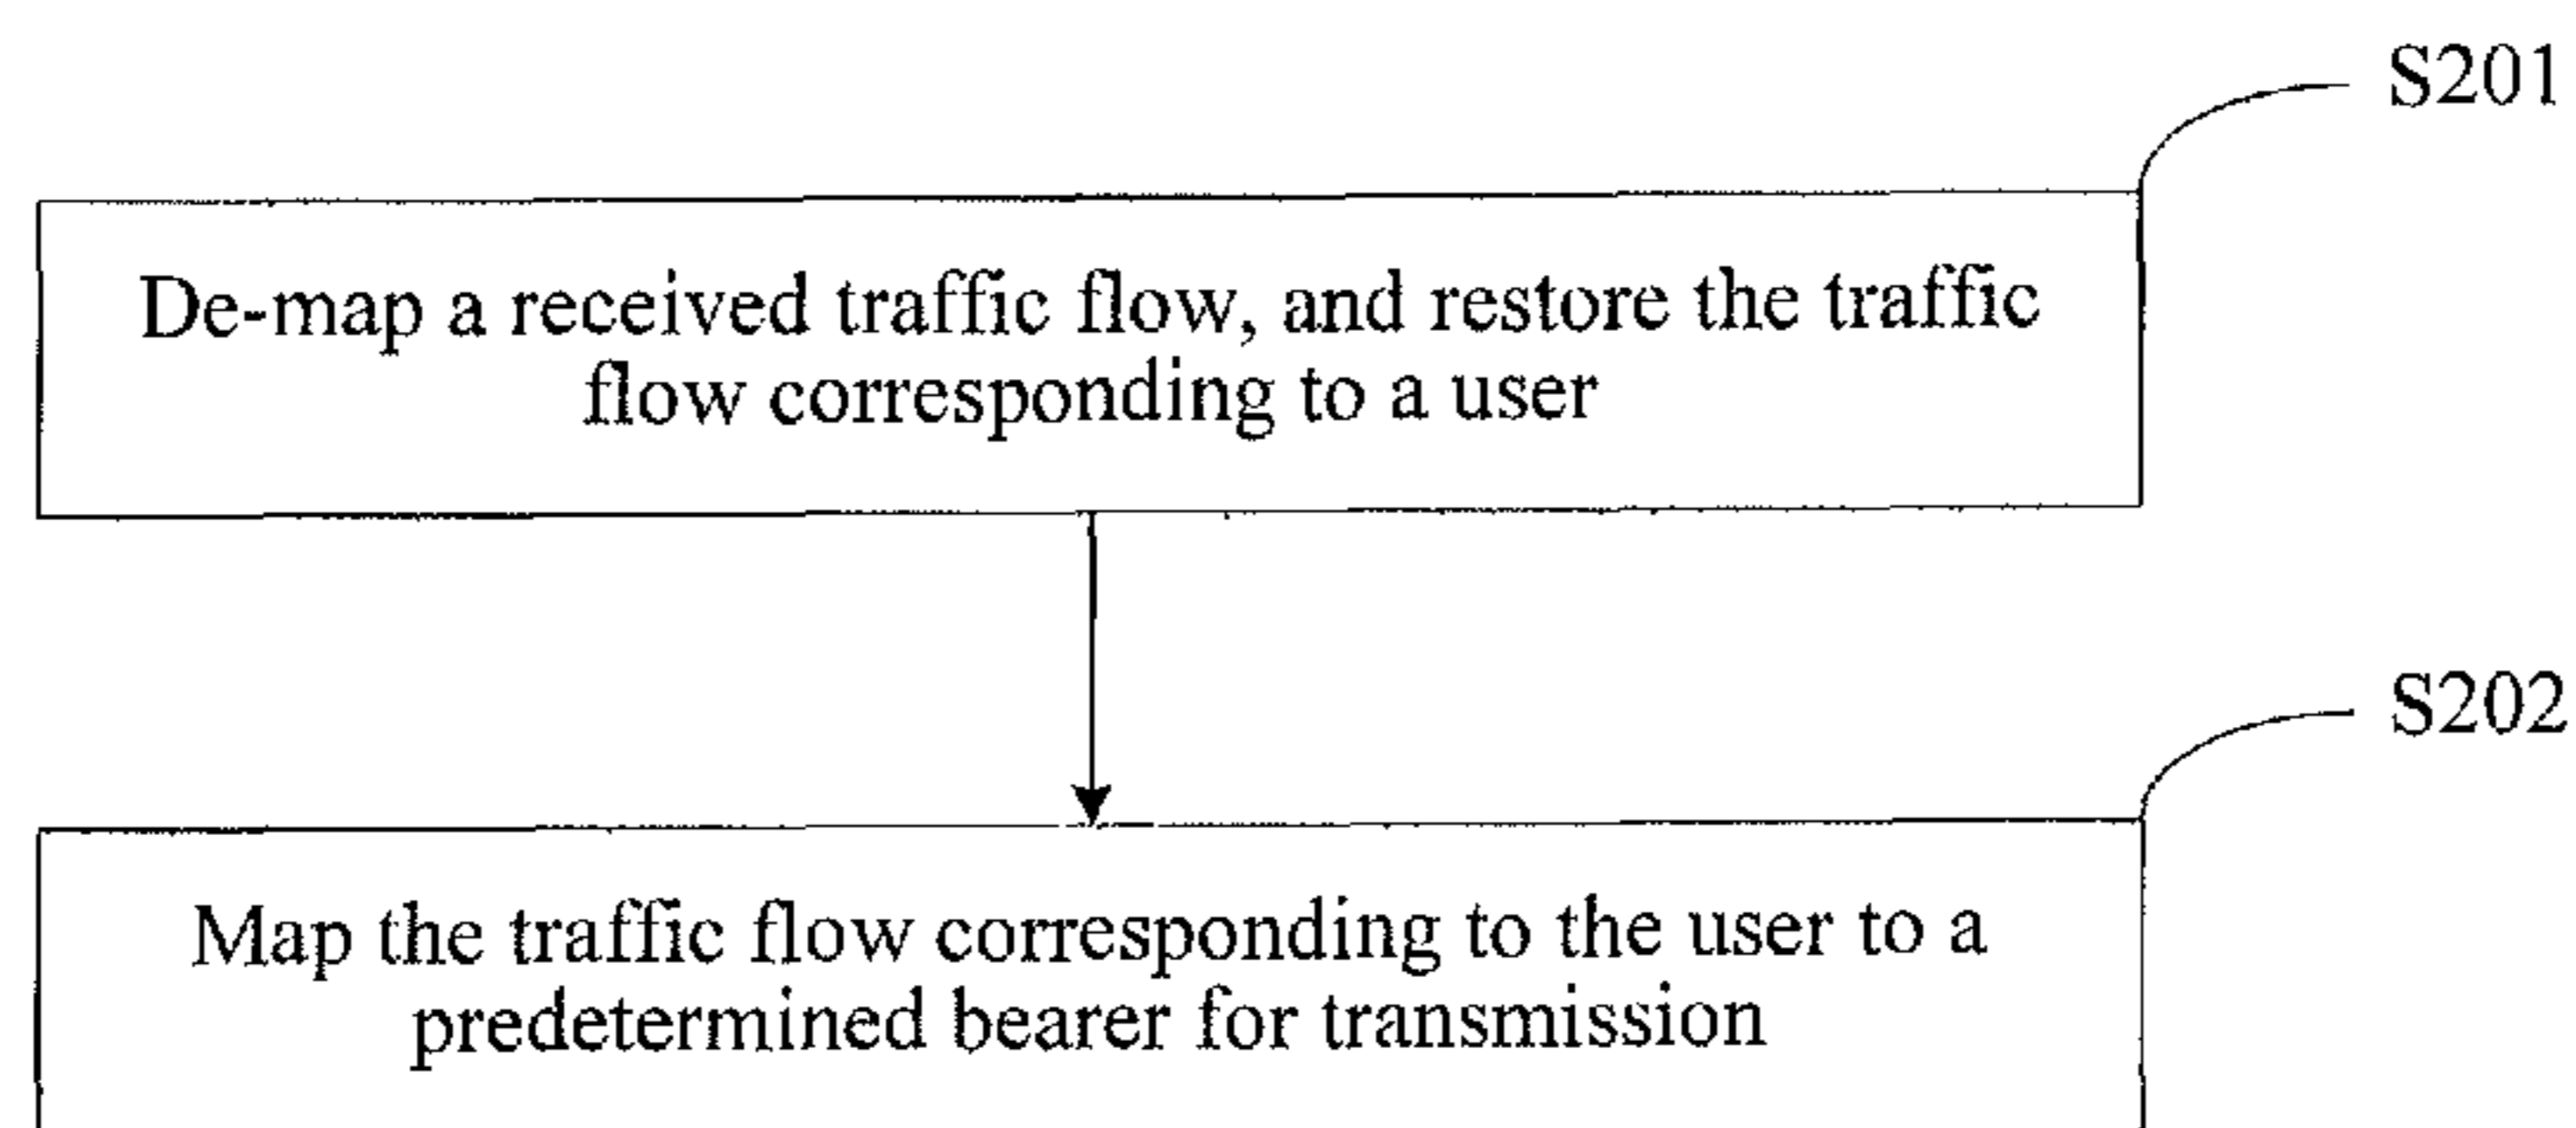 S201
De-map a received traffic flow, and restore the traffic
flow corresponding to a user
S202
Map the traffic flow corresponding to the user to a
predetermined bearer for transmission